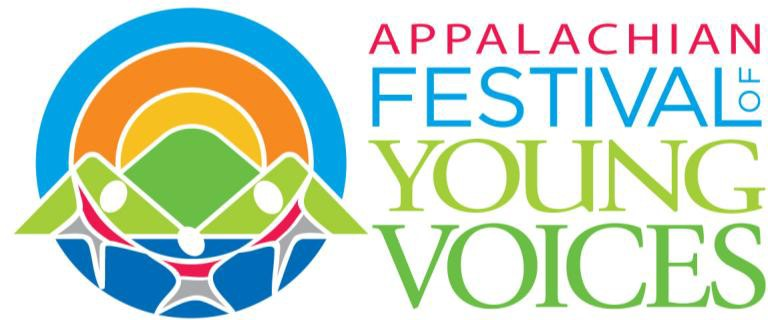 APPALACHIAN
FESTIVAL OF
YOUNG
VOICES